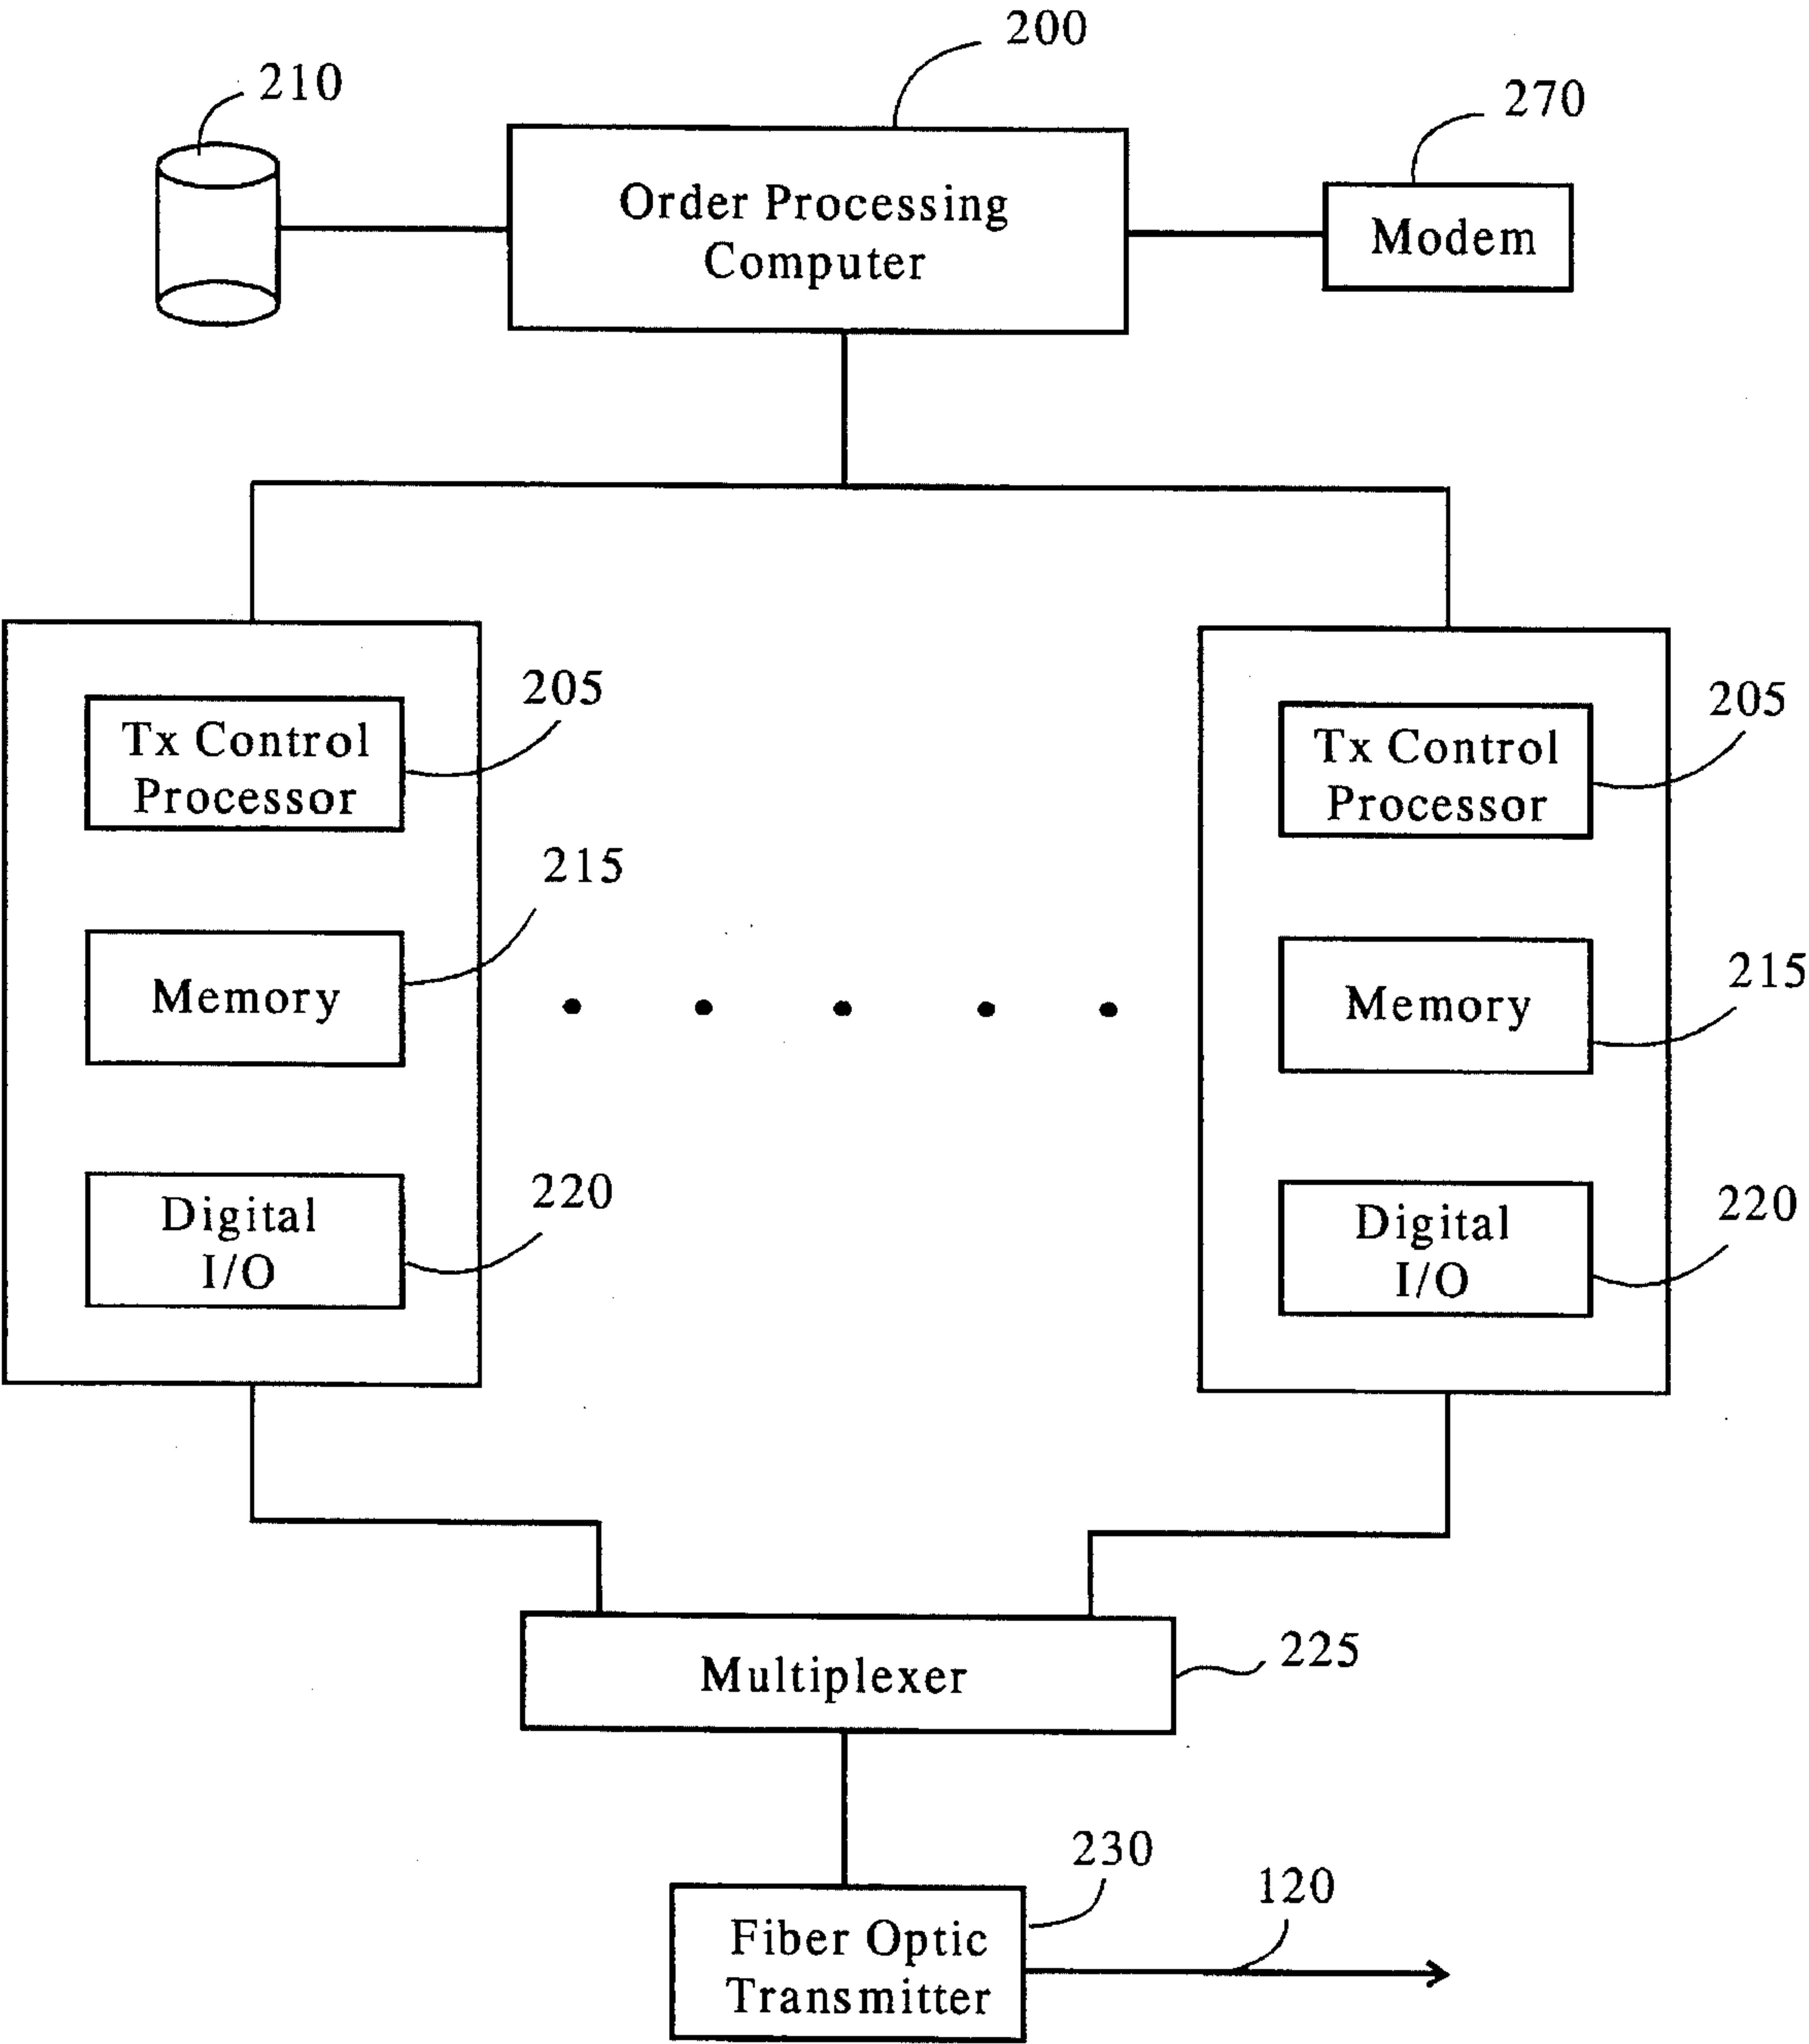 200
210
270
Order Processing
Computer
Modem
205
Tx Control
Processor
205
Tx Control
Processor
215
Memory
215
Memory
220
Digital
I/O
220
Digital
I/O
Multiplexer
225
230
120
Fiber Optic
Transmitter